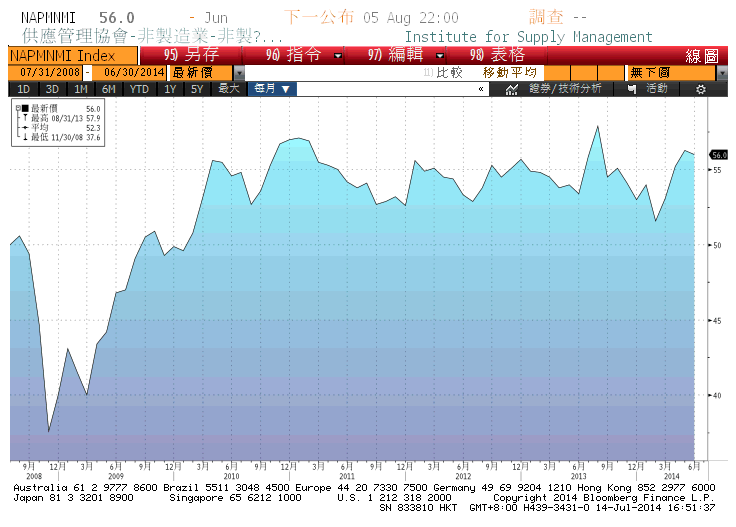 NAPMNMI 56.0 - Jun 下一公布 05 Aug 22:00 調查 --
供應管理協會-非製造業-非製?... Institute for Supply Management
NAPMNMI Index 95) 另存 96) 指令 97) 編輯 98) 表格 線圖
07/31/2008 - 06/30/2014 最新價 11) 比較 移動平均 無下價
1D 3D 1M 6M YTD 1Y 5Y 最大 每月 ▼ « 證券/技術分析 活動
最新價 56.0
最高 08/31/13 57.9
平均 52.3
最低 11/30/08 37.6
56.0
55
50
45
40
9月 12月 3月 6月 9月 12月 3月 6月 9月 12月 3月 6月 9月 12月 3月 6月 9月 12月 3月 6月 9月 12月 3月 6月
2008 2009 2010 2011 2012 2013 2014
Australia 61 2 9777 8600 Brazil 5511 3048 4500 Europe 44 20 7330 7500 Germany 49 69 9204 1210 Hong Kong 852 2977 6000
Japan 81 3 3201 8900 Singapore 65 6212 1000 U.S. 1 212 318 2000 Copyright 2014 Bloomberg Finance L.P.
SN 833810 HKT GMT+8:00 H439-3431-0 14-Jul-2014 16:51:37